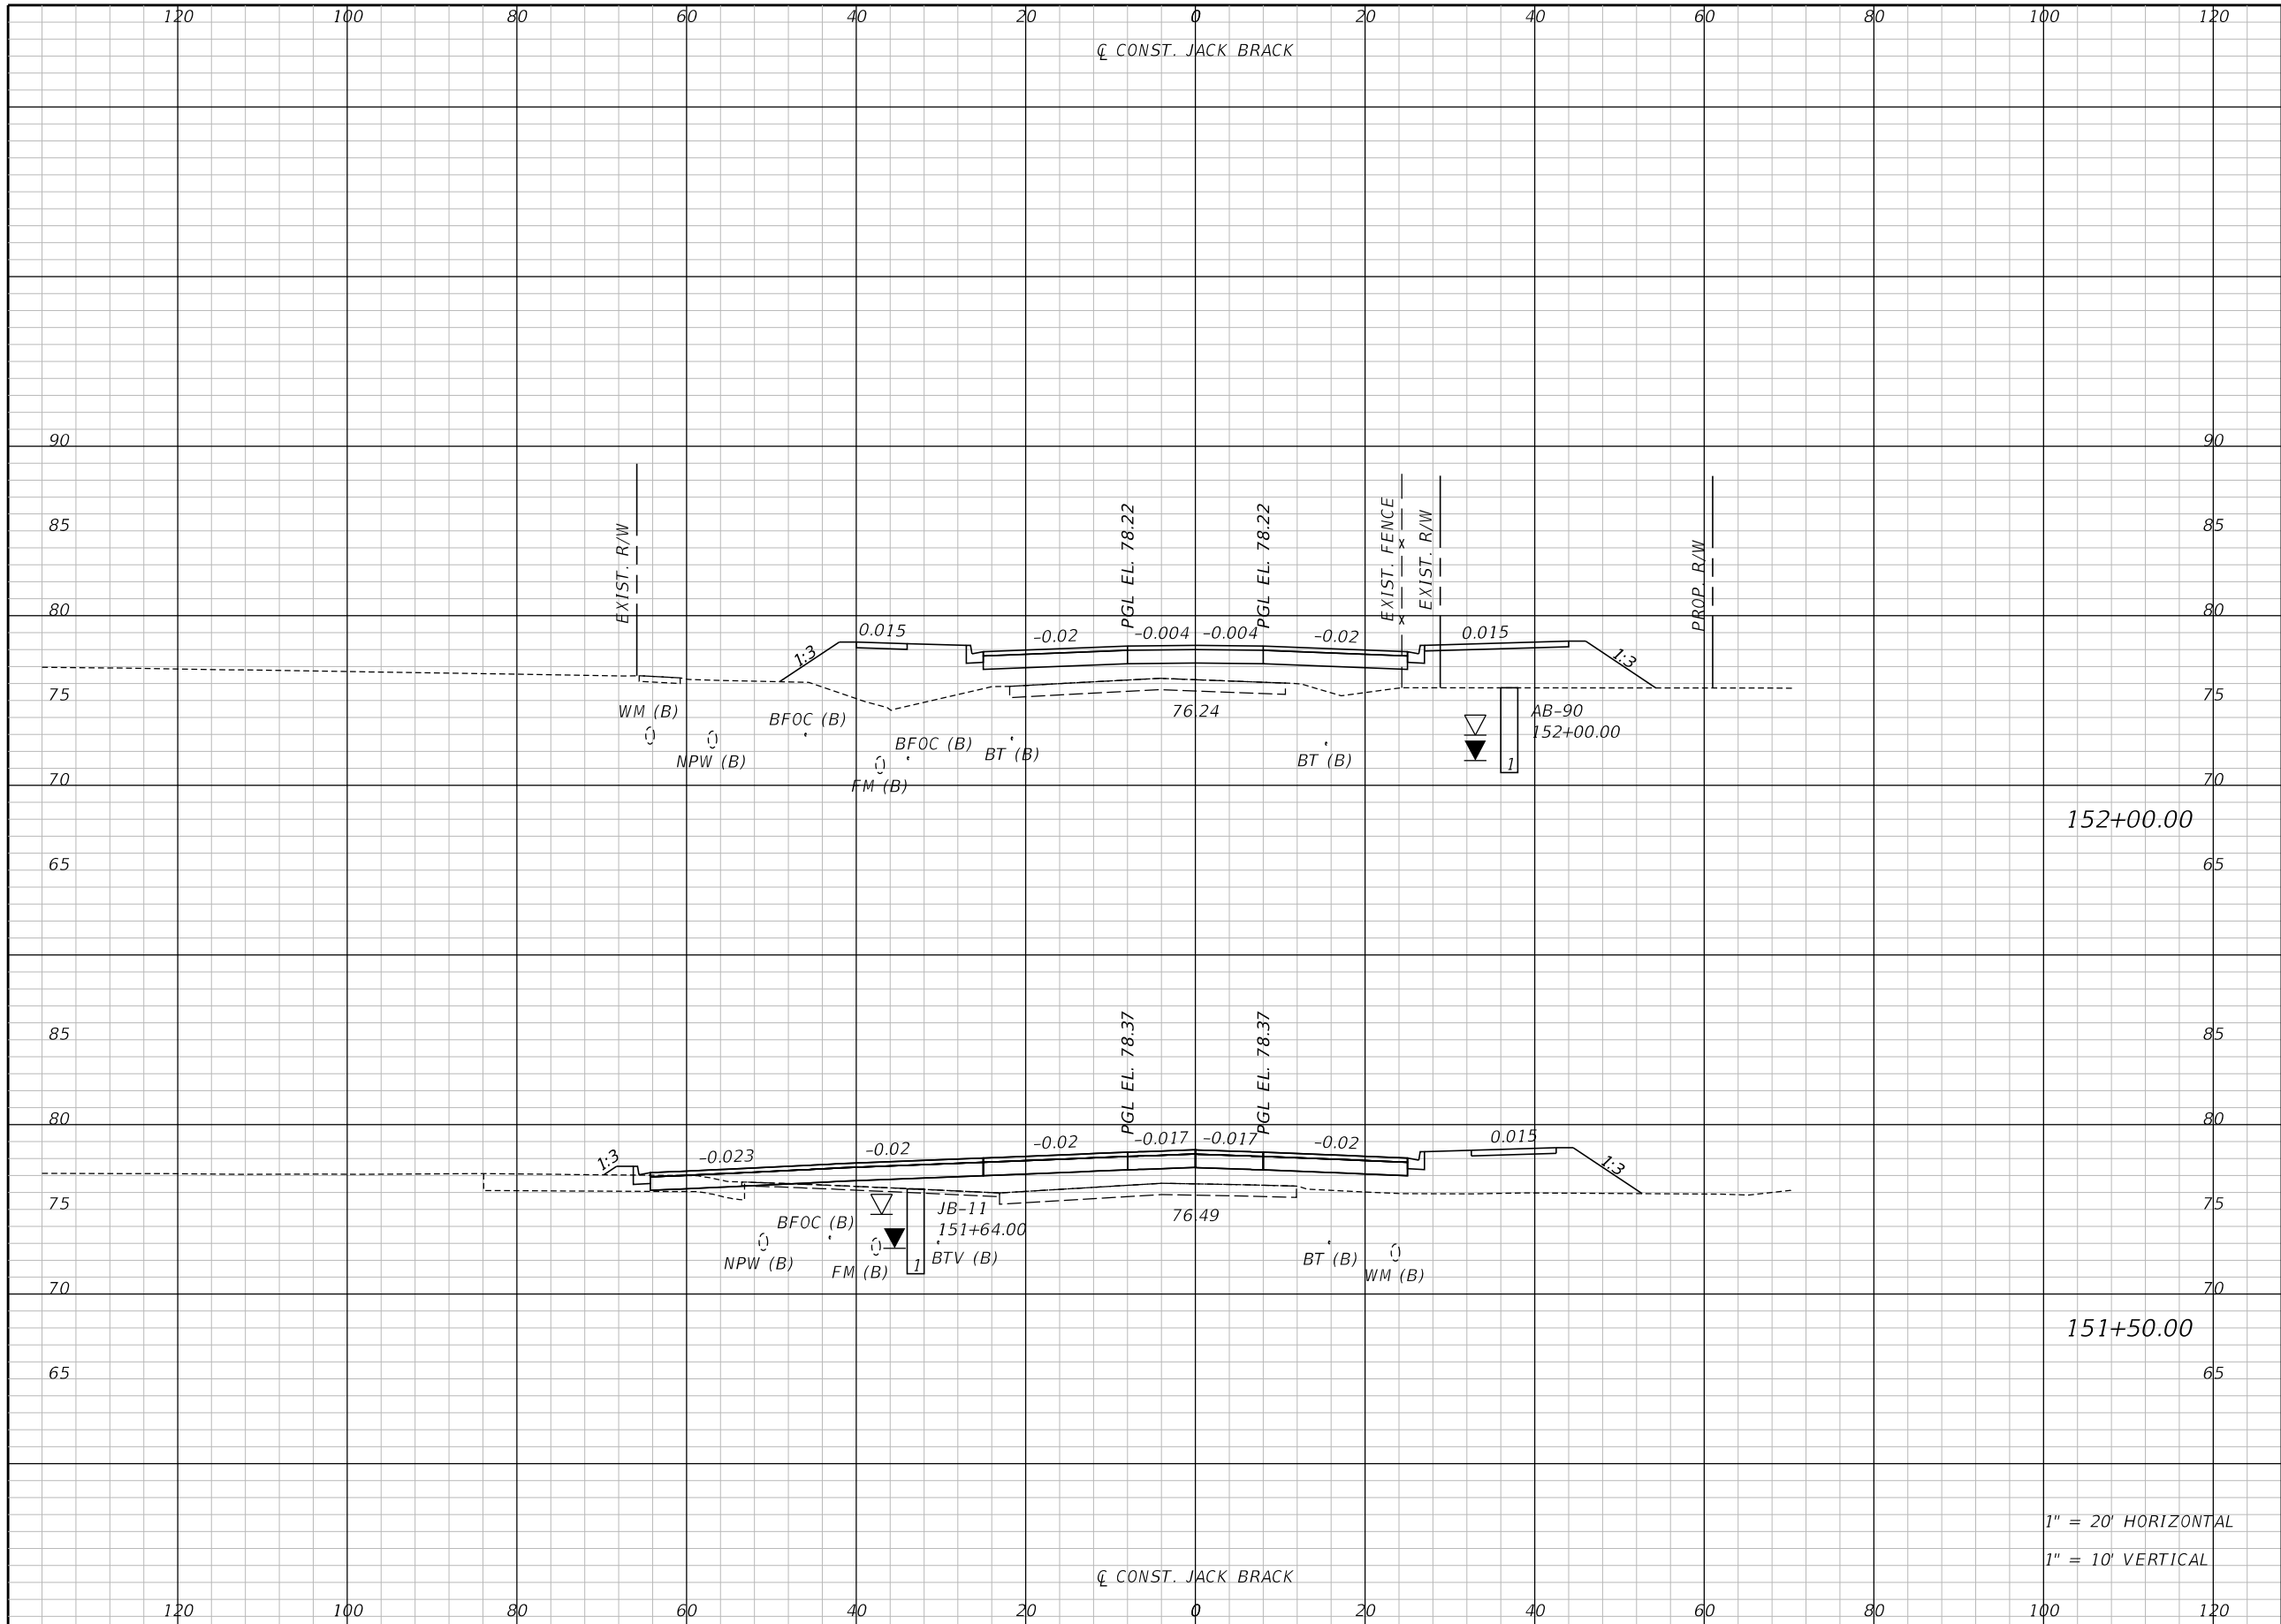 120 100 80 60 40 20 0 20 40 60 80 100 120
℄ CONST. JACK BRACK
90 90
85 85
80 80
75 75
70 70
65 65
EXIST. R/W
PGL EL. 78.22
PGL EL. 78.22
EXIST. FENCE
X
X
EXIST. R/W
PROP. R/W
1:3
0.015
-0.02
-0.004
-0.004
-0.02
0.015
1:3
WM (B)
NPW (B)
BFOC (B)
FM (B)
BFOC (B)
BT (B)
76.24
BT (B)
1
AB-90
152+00.00
152+00.00
85 85
80 80
75 75
70 70
65 65
PGL EL. 78.37
PGL EL. 78.37
1:3
-0.023
-0.02
-0.02
-0.017
-0.017
-0.02
0.015
1:3
NPW (B)
BFOC (B)
FM (B)
1
JB-11
151+64.00
BTV (B)
76.49
BT (B)
WM (B)
151+50.00
1" = 20' HORIZONTAL
1" = 10' VERTICAL
℄ CONST. JACK BRACK
120 100 80 60 40 20 0 20 40 60 80 100 120